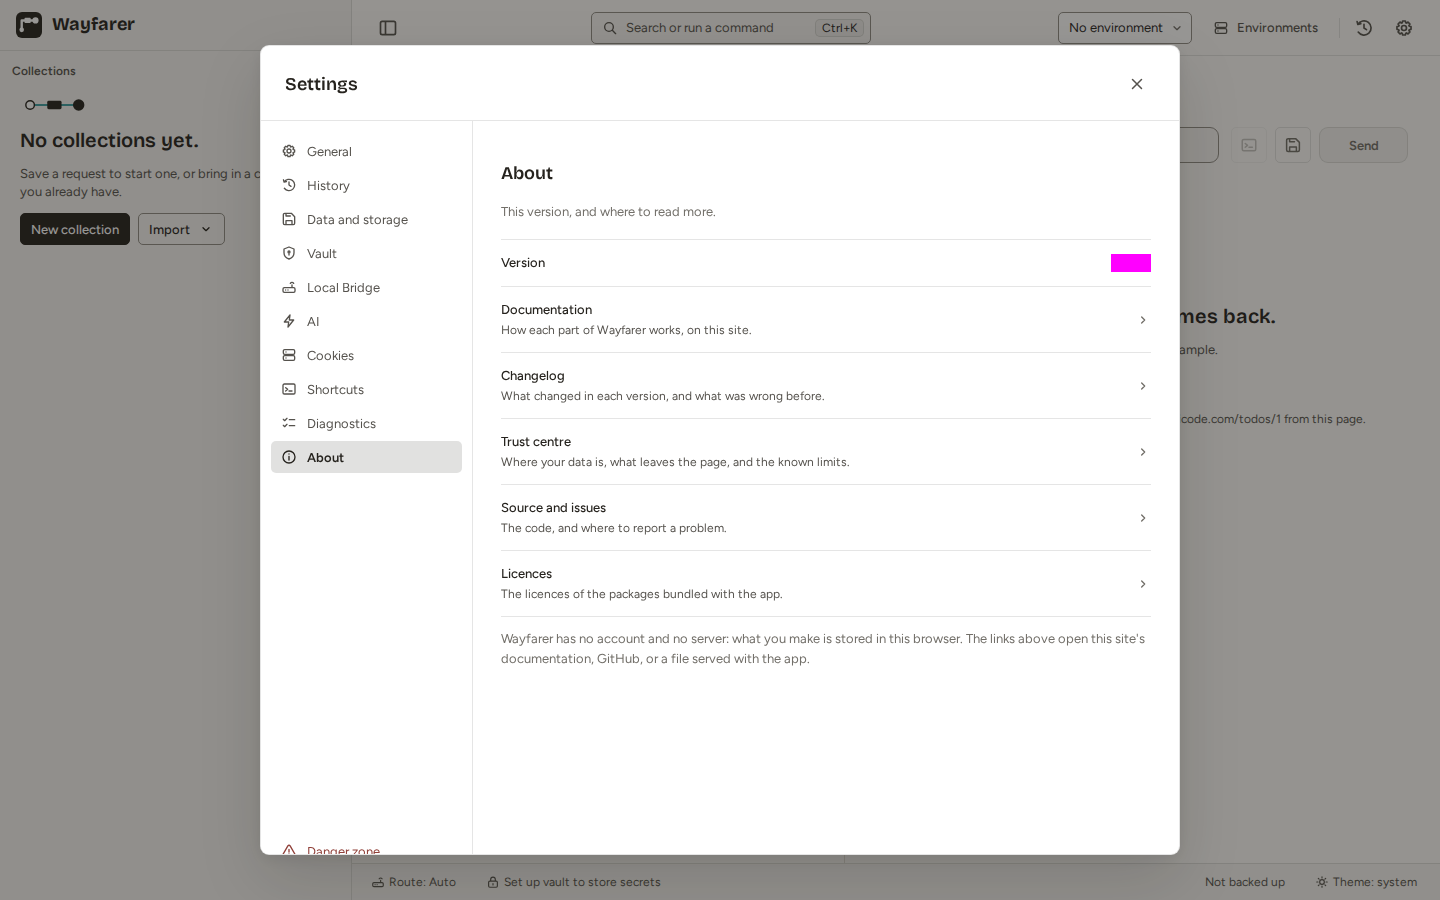 Wayfarer
Search or run a command
Ctrl+K
No environment
Environments
Collections
No collections yet.
Save a request to start one, or bring in a c
you already have.
New collection
Import
Send
mes back.
ample.
code.com/todos/1 from this page.
Settings
General
History
Data and storage
Vault
Local Bridge
AI
Cookies
Shortcuts
Diagnostics
About
Danger zone
About
This version, and where to read more.
Version
Documentation
How each part of Wayfarer works, on this site.
Changelog
What changed in each version, and what was wrong before.
Trust centre
Where your data is, what leaves the page, and the known limits.
Source and issues
The code, and where to report a problem.
Licences
The licences of the packages bundled with the app.
Wayfarer has no account and no server: what you make is stored in this browser. The links above open this site's
documentation, GitHub, or a file served with the app.
Route: Auto
Set up vault to store secrets
Not backed up
Theme: system